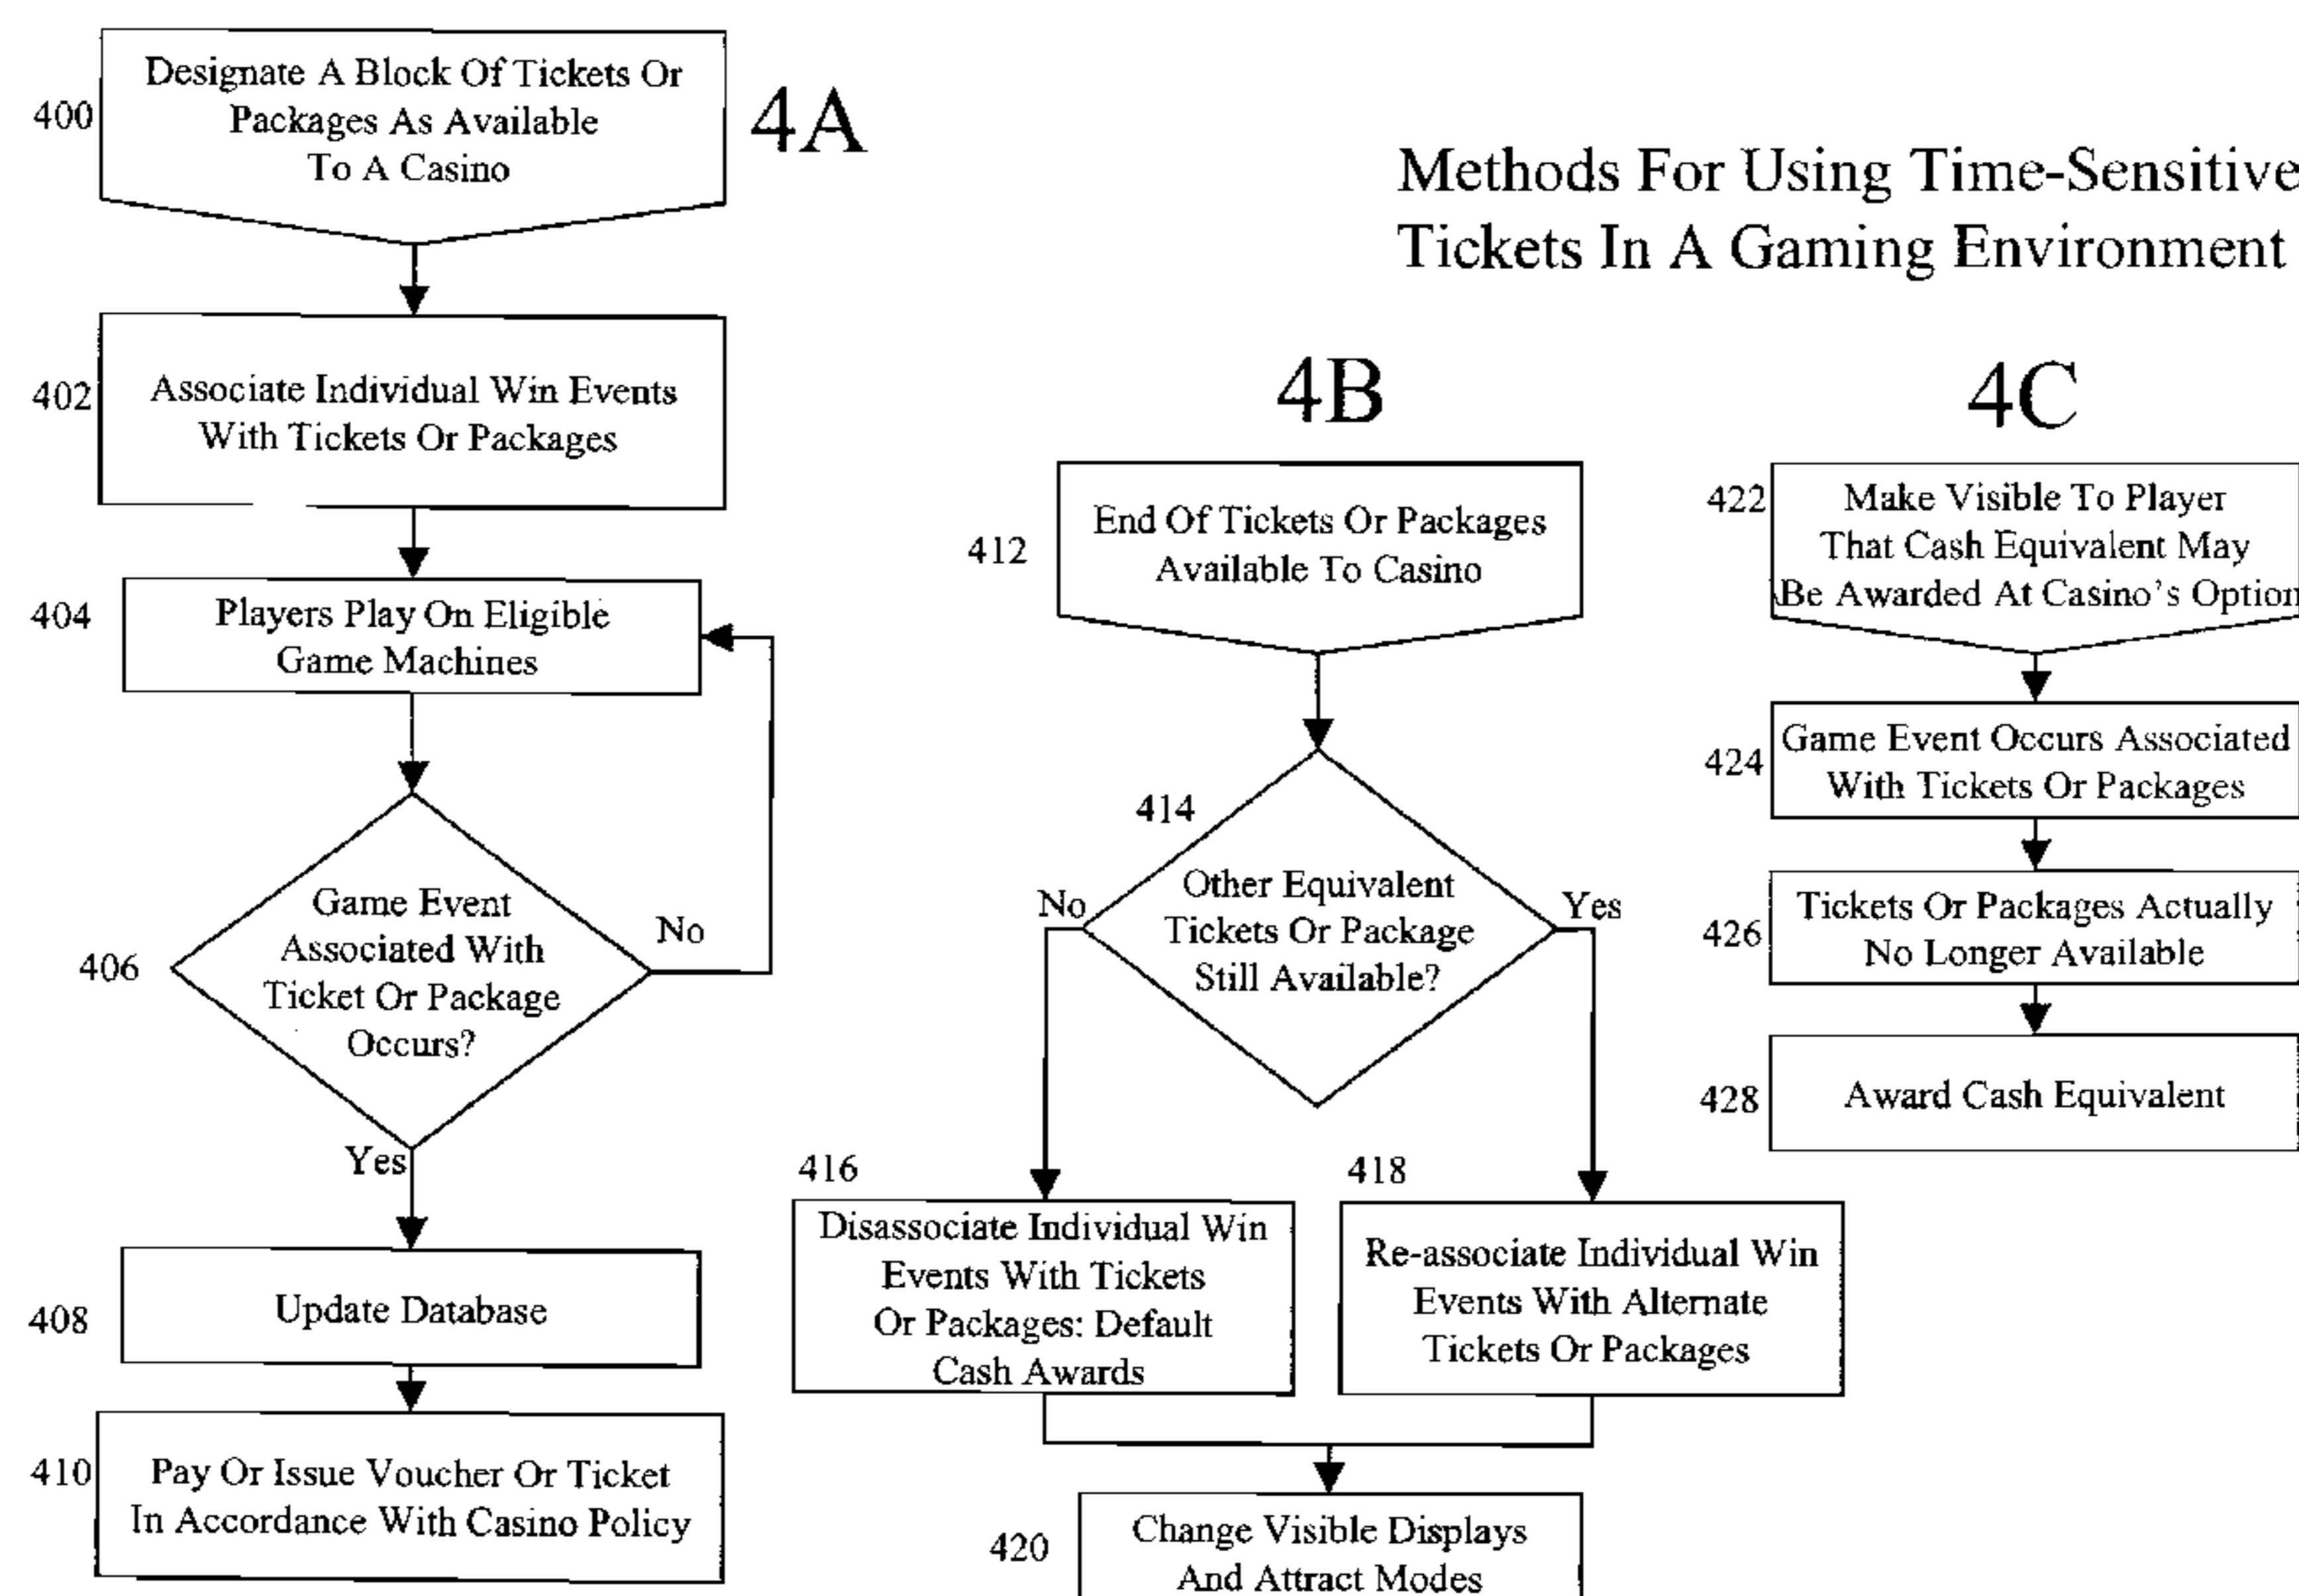 400
Designate A Block Of Tickets Or
Packages As Available
To A Casino
4A
402
Associate Individual Win Events
With Tickets Or Packages
404
Players Play On Eligible
Game Machines
406
Game Event
Associated With
Ticket Or Package
Occurs?
No
Yes
408
Update Database
410
Pay Or Issue Voucher Or Ticket
In Accordance With Casino Policy
Methods For Using Time-Sensitive
Tickets In A Gaming Environment
4B
412
End Of Tickets Or Packages
Available To Casino
414
Other Equivalent
Tickets Or Package
Still Available?
No
Yes
416
Disassociate Individual Win
Events With Tickets
Or Packages: Default
Cash Awards
418
Re-associate Individual Win
Events With Alternate
Tickets Or Packages
420
Change Visible Displays
And Attract Modes
4C
422
Make Visible To Player
That Cash Equivalent May
Be Awarded At Casino's Option
424
Game Event Occurs Associated
With Tickets Or Packages
426
Tickets Or Packages Actually
No Longer Available
428
Award Cash Equivalent